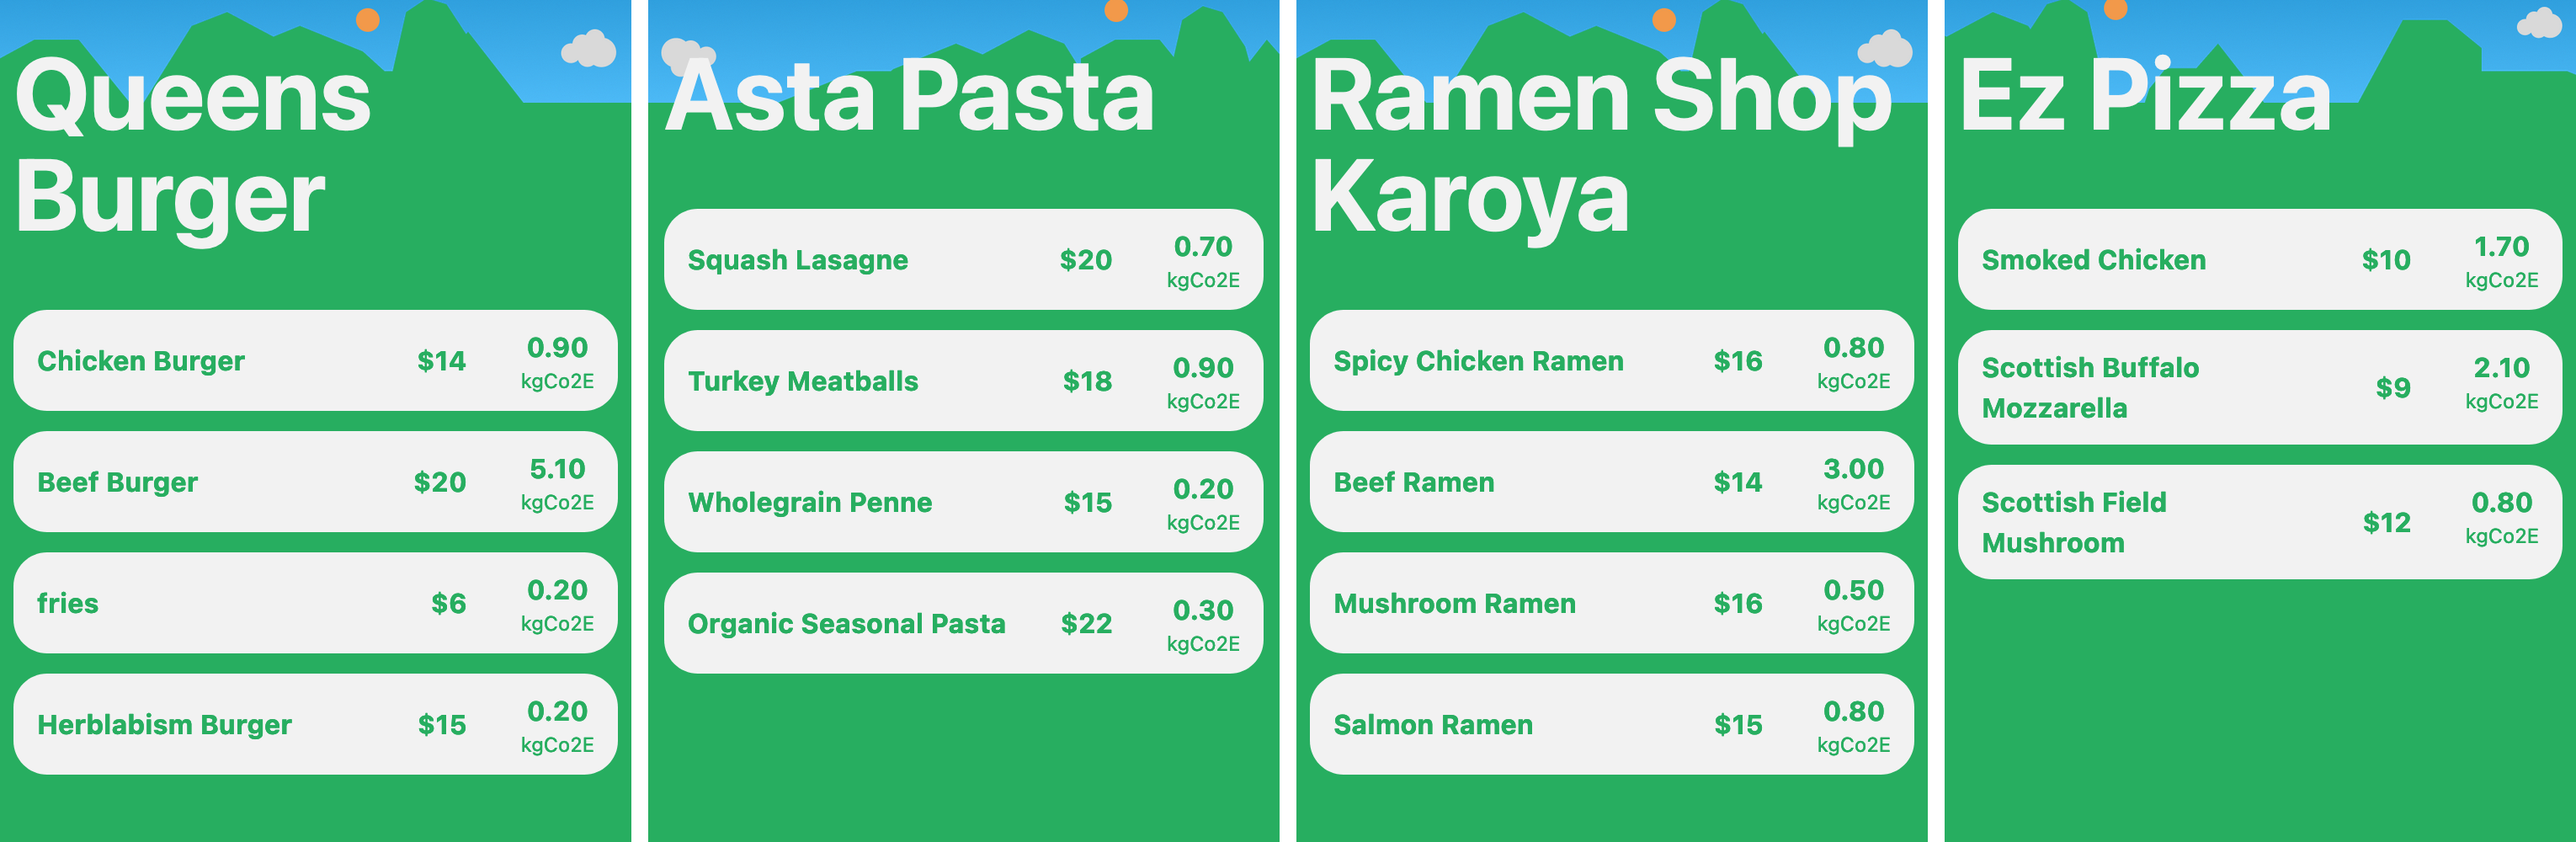 Queens
Burger
Chicken Burger $14 0.90
kgCo2E
Beef Burger $20 5.10
kgCo2E
fries $6 0.20
kgCo2E
Herblabism Burger $15 0.20
kgCo2E
Asta Pasta
Squash Lasagne $20 0.70
kgCo2E
Turkey Meatballs $18 0.90
kgCo2E
Wholegrain Penne $15 0.20
kgCo2E
Organic Seasonal Pasta $22 0.30
kgCo2E
Ramen Shop
Karoya
Spicy Chicken Ramen $16 0.80
kgCo2E
Beef Ramen $14 3.00
kgCo2E
Mushroom Ramen $16 0.50
kgCo2E
Salmon Ramen $15 0.80
kgCo2E
Ez Pizza
Smoked Chicken $10 1.70
kgCo2E
Scottish Buffalo
Mozzarella $9 2.10
kgCo2E
Scottish Field
Mushroom $12 0.80
kgCo2E